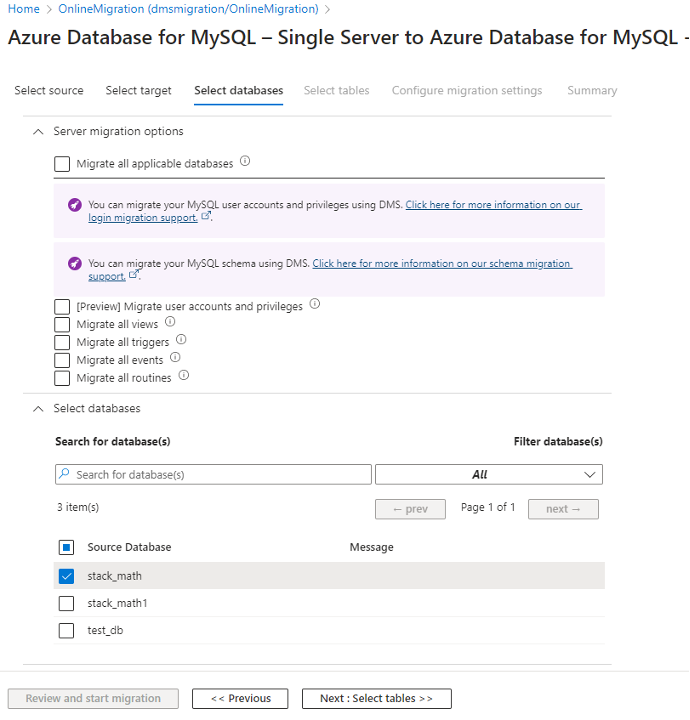 Home > OnlineMigration (dmsmigration/OnlineMigration) >
Azure Database for MySQL – Single Server to Azure Database for MySQL -
Select source Select target Select databases Select tables Configure migration settings Summary
Server migration options
Migrate all applicable databases
You can migrate your MySQL user accounts and privileges using DMS. Click here for more information on our
login migration support. .
You can migrate your MySQL schema using DMS. Click here for more information on our schema migration
support. .
[Preview] Migrate user accounts and privileges
Migrate all views
Migrate all triggers
Migrate all events
Migrate all routines
Select databases
Search for database(s) Filter database(s)
Search for database(s) All
3 item(s) ← prev Page 1 of 1 next →
Source Database Message
stack_math
stack_math1
test_db
Review and start migration << Previous Next : Select tables >>